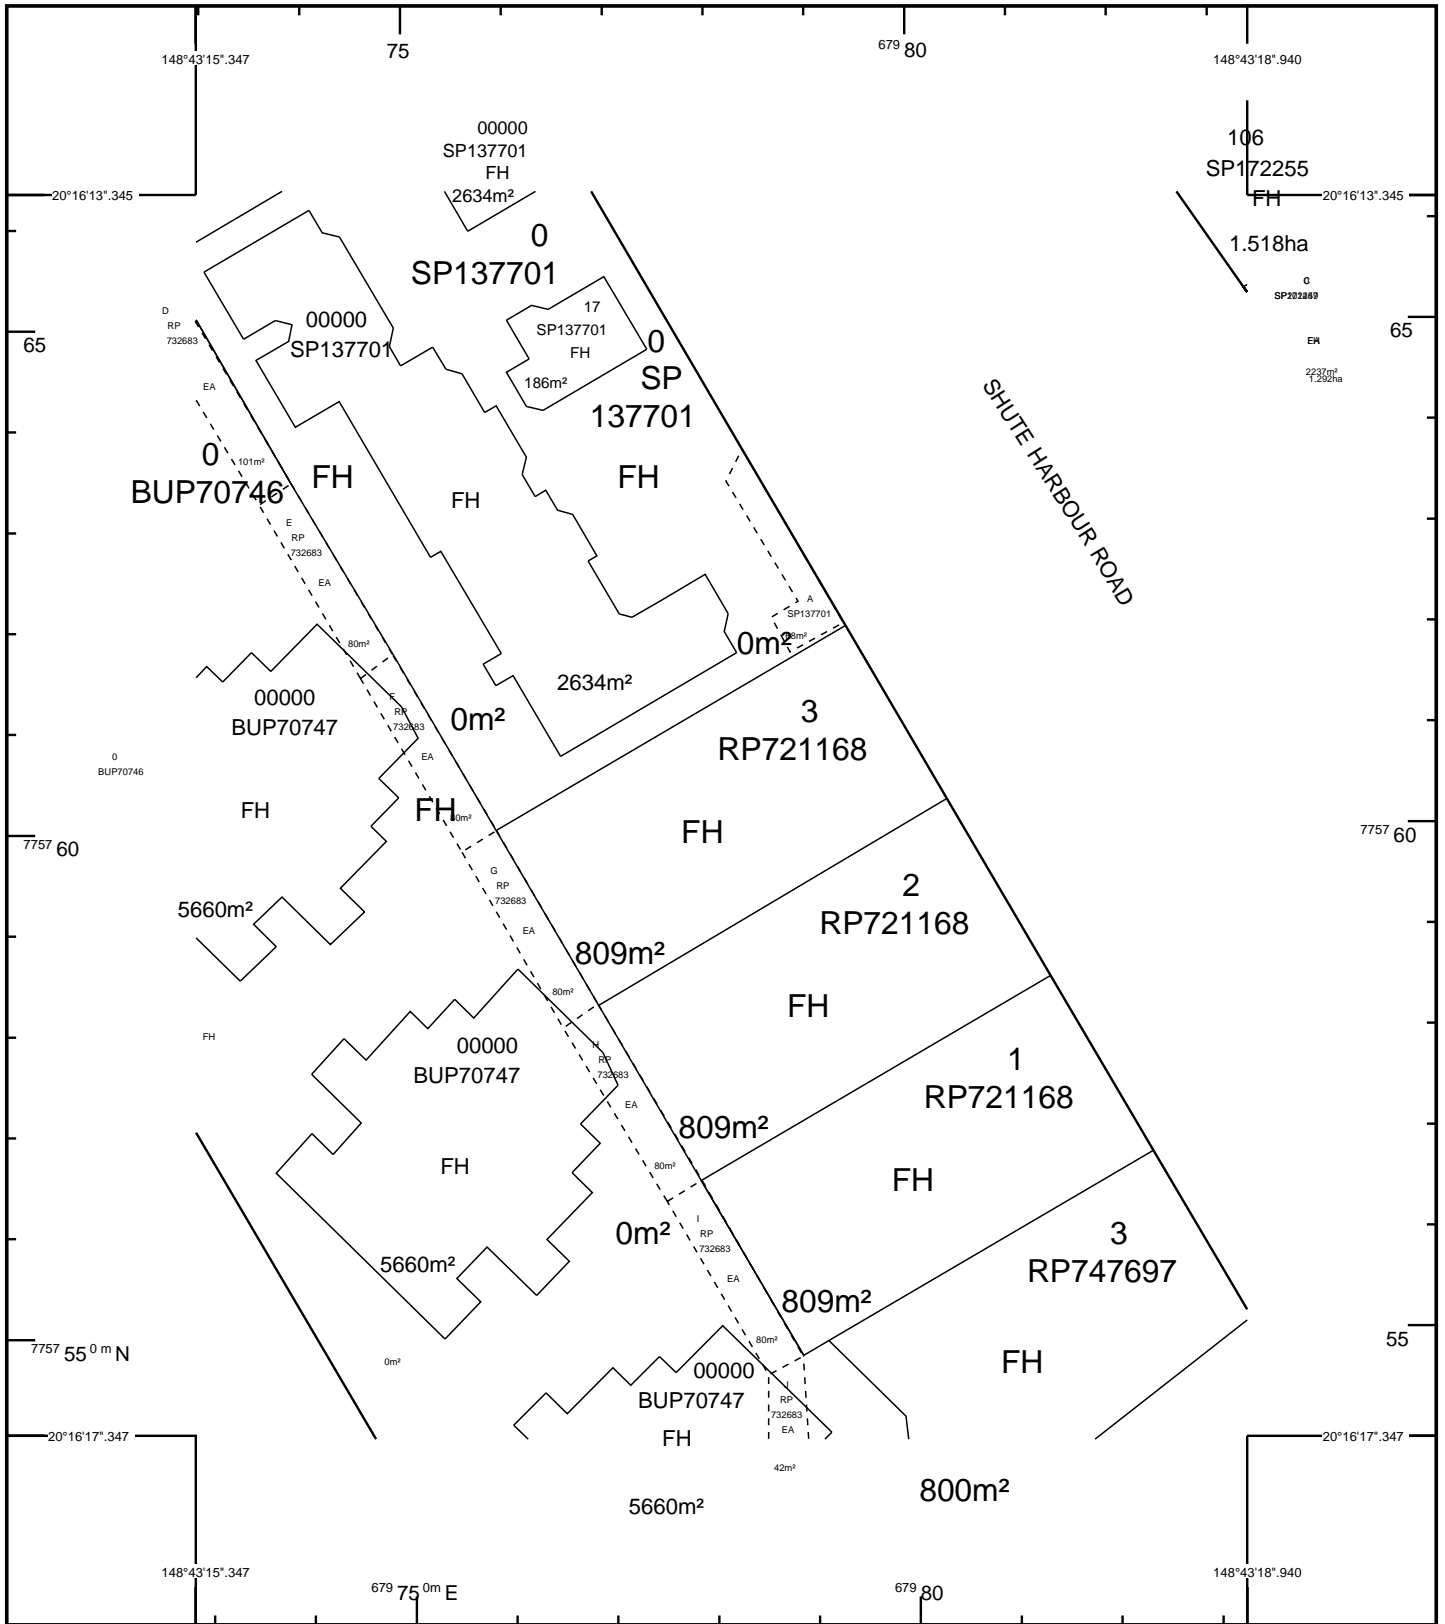 75
679 80
148°43'15".347
148°43'18".940
00000
SP137701
FH
2634m²
106
SP172255
FH
1.518ha
20°16'13".345
20°16'13".345
0
SP137701
00000
SP137701
FH
17
SP137701
FH
186m²
0
SP
137701
FH
D
RP
732683
EA
101m²
65
65
EA
2237m²
1.292ha
SHUTE HARBOUR ROAD
0
BUP70746
FH
E
RP
732683
EA
80m²
A
SP137701
0m²
2634m²
00000
BUP70747
FH
5660m²
F
RP
732683
EA
0m²
0
BUP70746
FH
3
RP721168
FH
809m²
7757 60
7757 60
G
RP
732683
EA
80m²
2
RP721168
FH
809m²
FH
00000
BUP70747
FH
5660m²
H
RP
732683
EA
80m²
1
RP721168
FH
809m²
0m²
I
RP
732683
EA
80m²
3
RP747697
FH
800m²
7757 55 0 m N
55
0m²
00000
BUP70747
FH
5660m²
RP
732683
EA
42m²
20°16'17".347
20°16'17".347
148°43'15".347
148°43'18".940
679 75 0m E
679 80